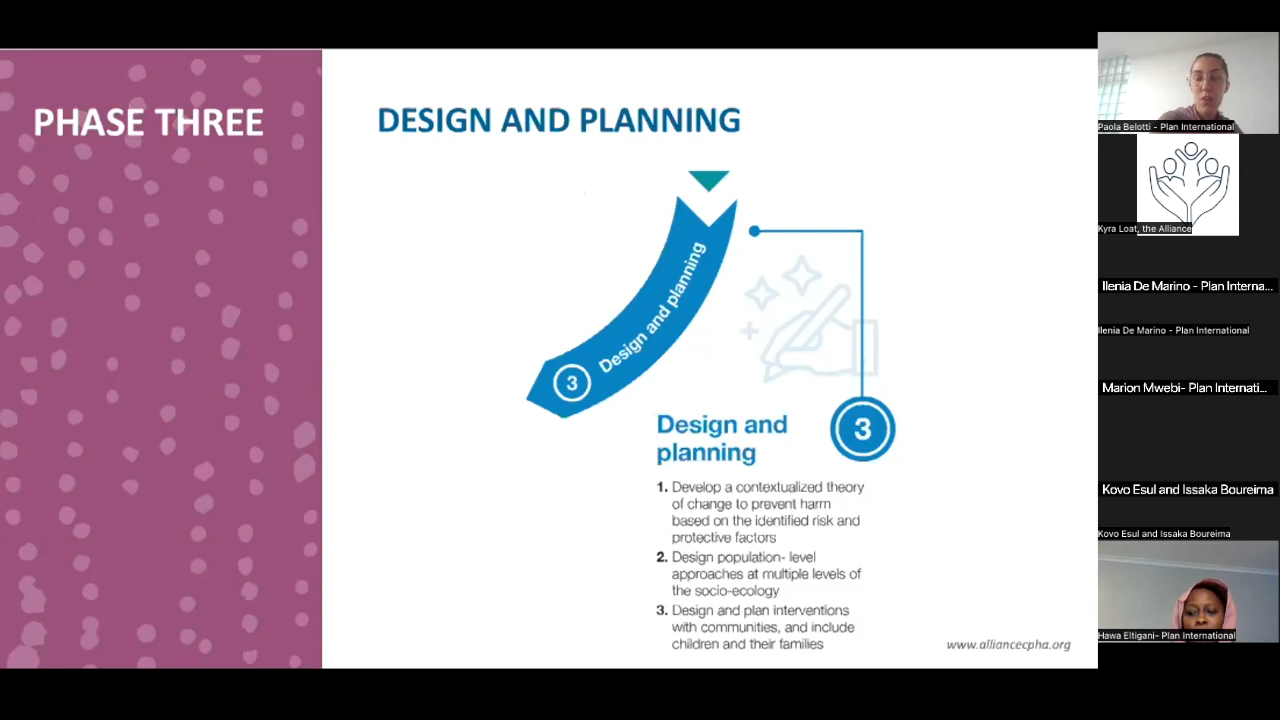 PHASE THREE
DESIGN AND PLANNING
Design and planning
3
Design and
planning
3
1. Develop a contextualized theory
of change to prevent harm
based on the identified risk and
protective factors
2. Design population- level
approaches at multiple levels of
the socio-ecology
3. Design and plan interventions
with communities, and include
children and their families
www.alliancecpha.org
Paola Belotti - Plan International
Kyra Loat, the Alliance
Ilenia De Marino - Plan Interna...
Ilenia De Marino - Plan International
Marion Mwebi- Plan Internati...
Kovo Esul and Issaka Boureima
Kovo Esul and Issaka Boureima
Hawa Eltigani- Plan International